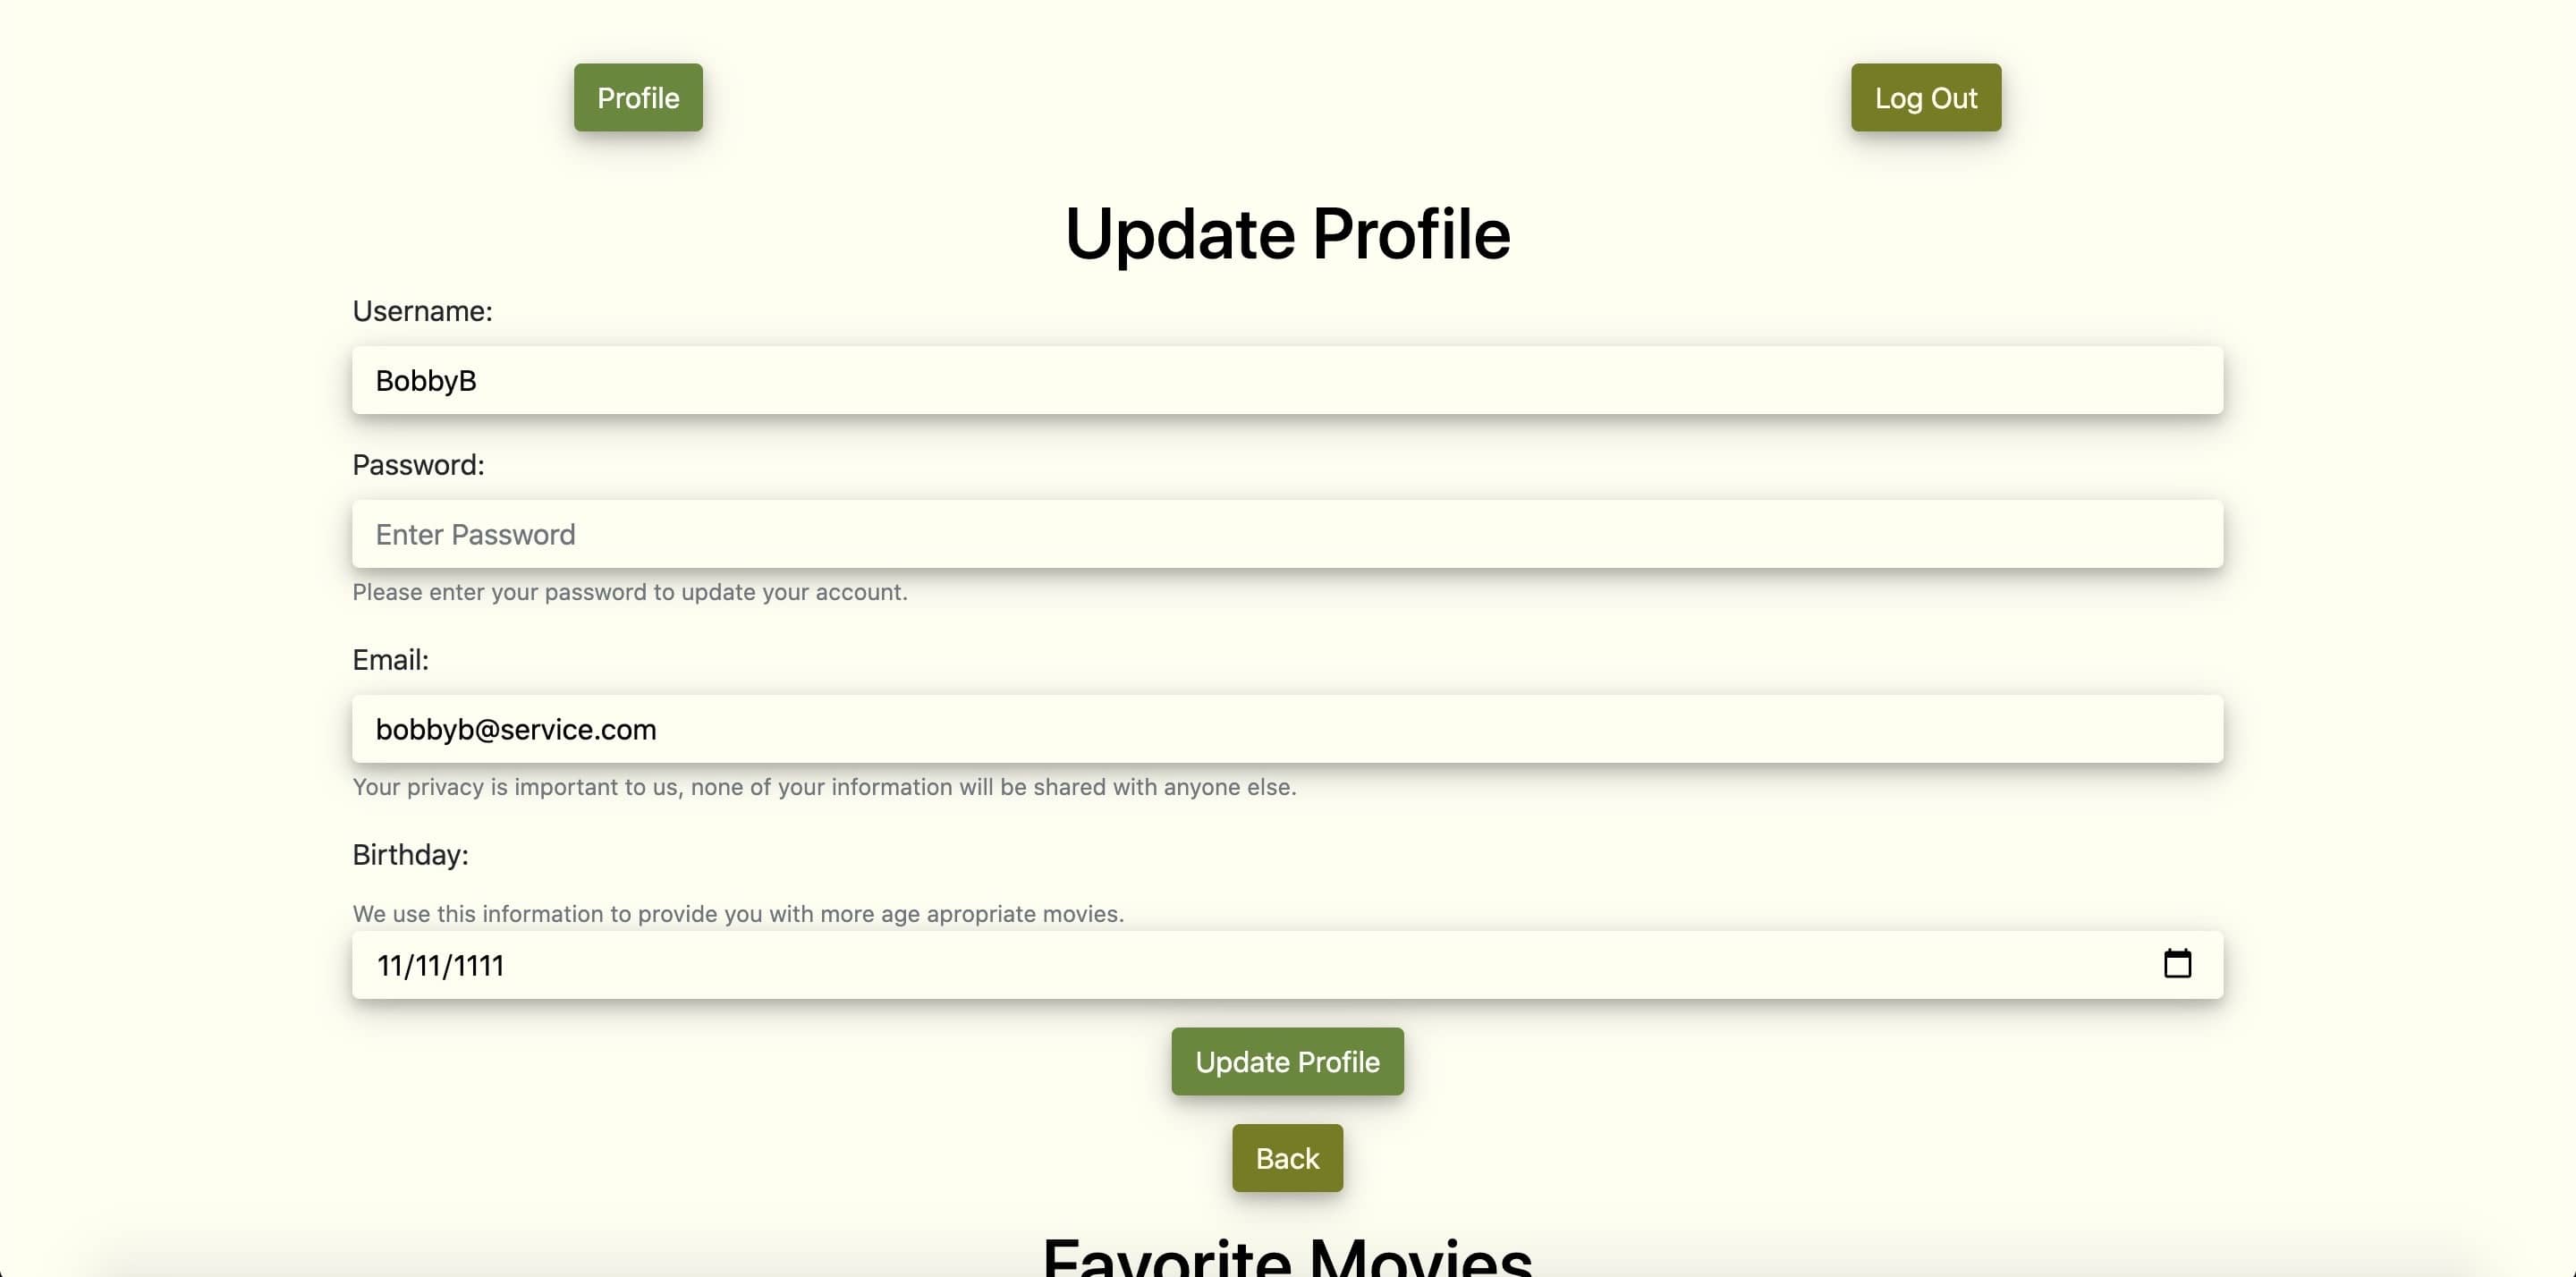 Profile
Log Out
Update Profile
Username:
BobbyB
Password:
Enter Password
Please enter your password to update your account.
Email:
bobbyb@service.com
Your privacy is important to us, none of your information will be shared with anyone else.
Birthday:
We use this information to provide you with more age apropriate movies.
11/11/1111
Update Profile
Back
Favorite Movies